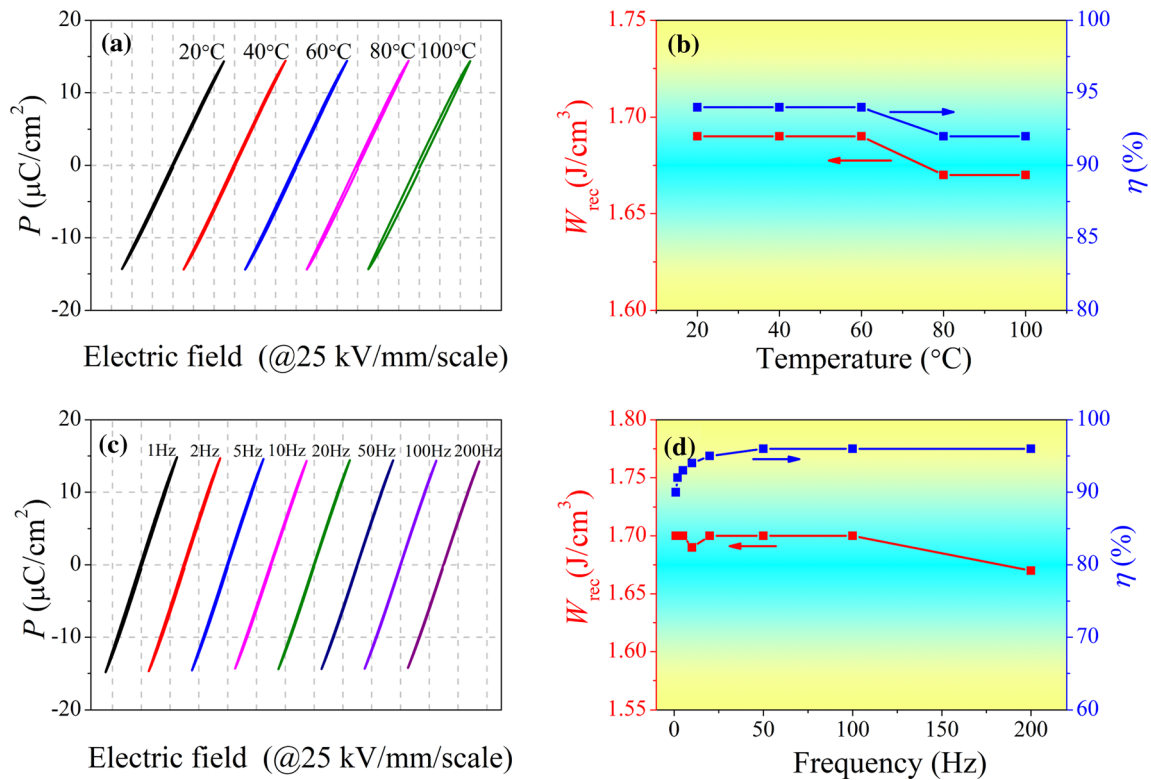 (a)
20
10
0
-10
-20
P (μC/cm²)
20°C 40°C 60°C 80°C 100°C
Electric field (@25 kV/mm/scale)
(b)
1.75
1.70
1.65
1.60
W_rec(J/cm³)
100
95
90
85
80
η (%)
20 40 60 80 100
Temperature (°C)
(c)
20
10
0
-10
-20
P (μC/cm²)
1Hz 2Hz 5Hz 10Hz 20Hz 50Hz 100Hz 200Hz
Electric field (@25 kV/mm/scale)
(d)
1.80
1.75
1.70
1.65
1.60
1.55
W_rec(J/cm³)
100
90
80
70
60
η (%)
0 50 100 150 200
Frequency (Hz)